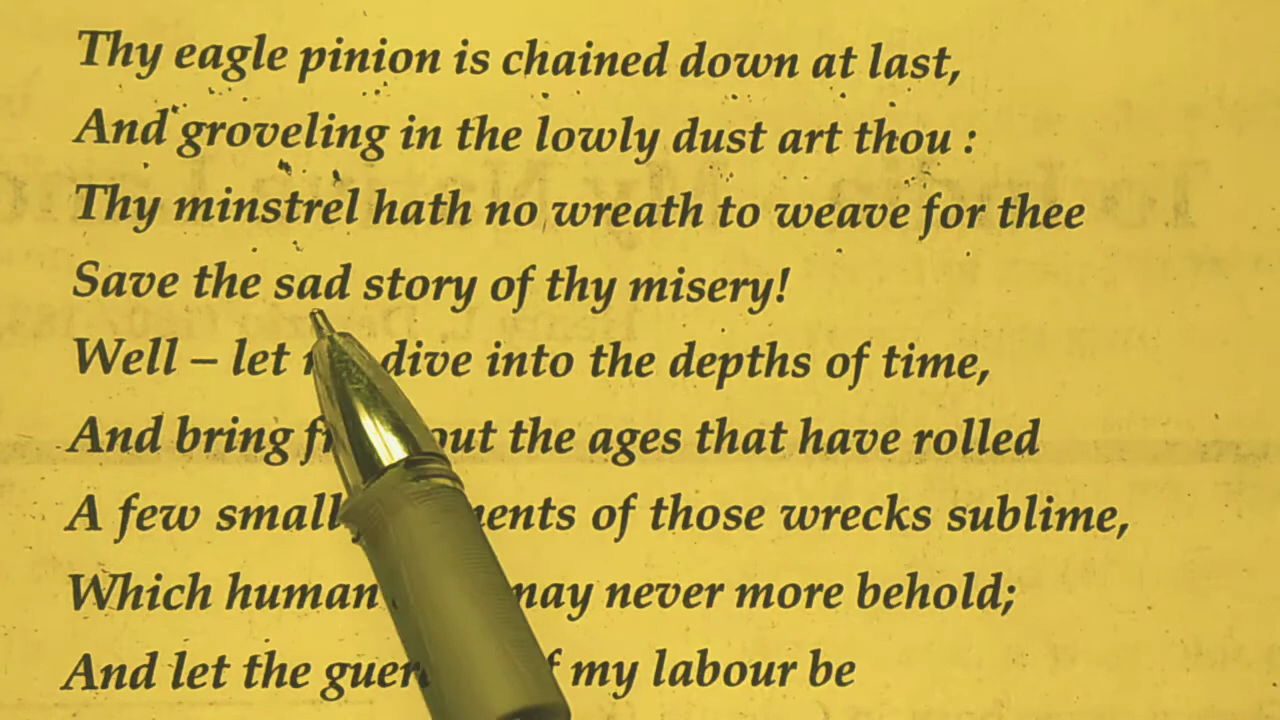 Thy eagle pinion is chained down at last,
And groveling in the lowly dust art thou :
Thy minstrel hath no wreath to weave for thee
Save the sad story of thy misery!
Well – let dive into the depths of time,
And bring out the ages that have rolled
A few small of those wrecks sublime,
Which human may never more behold;
And let the my labour be